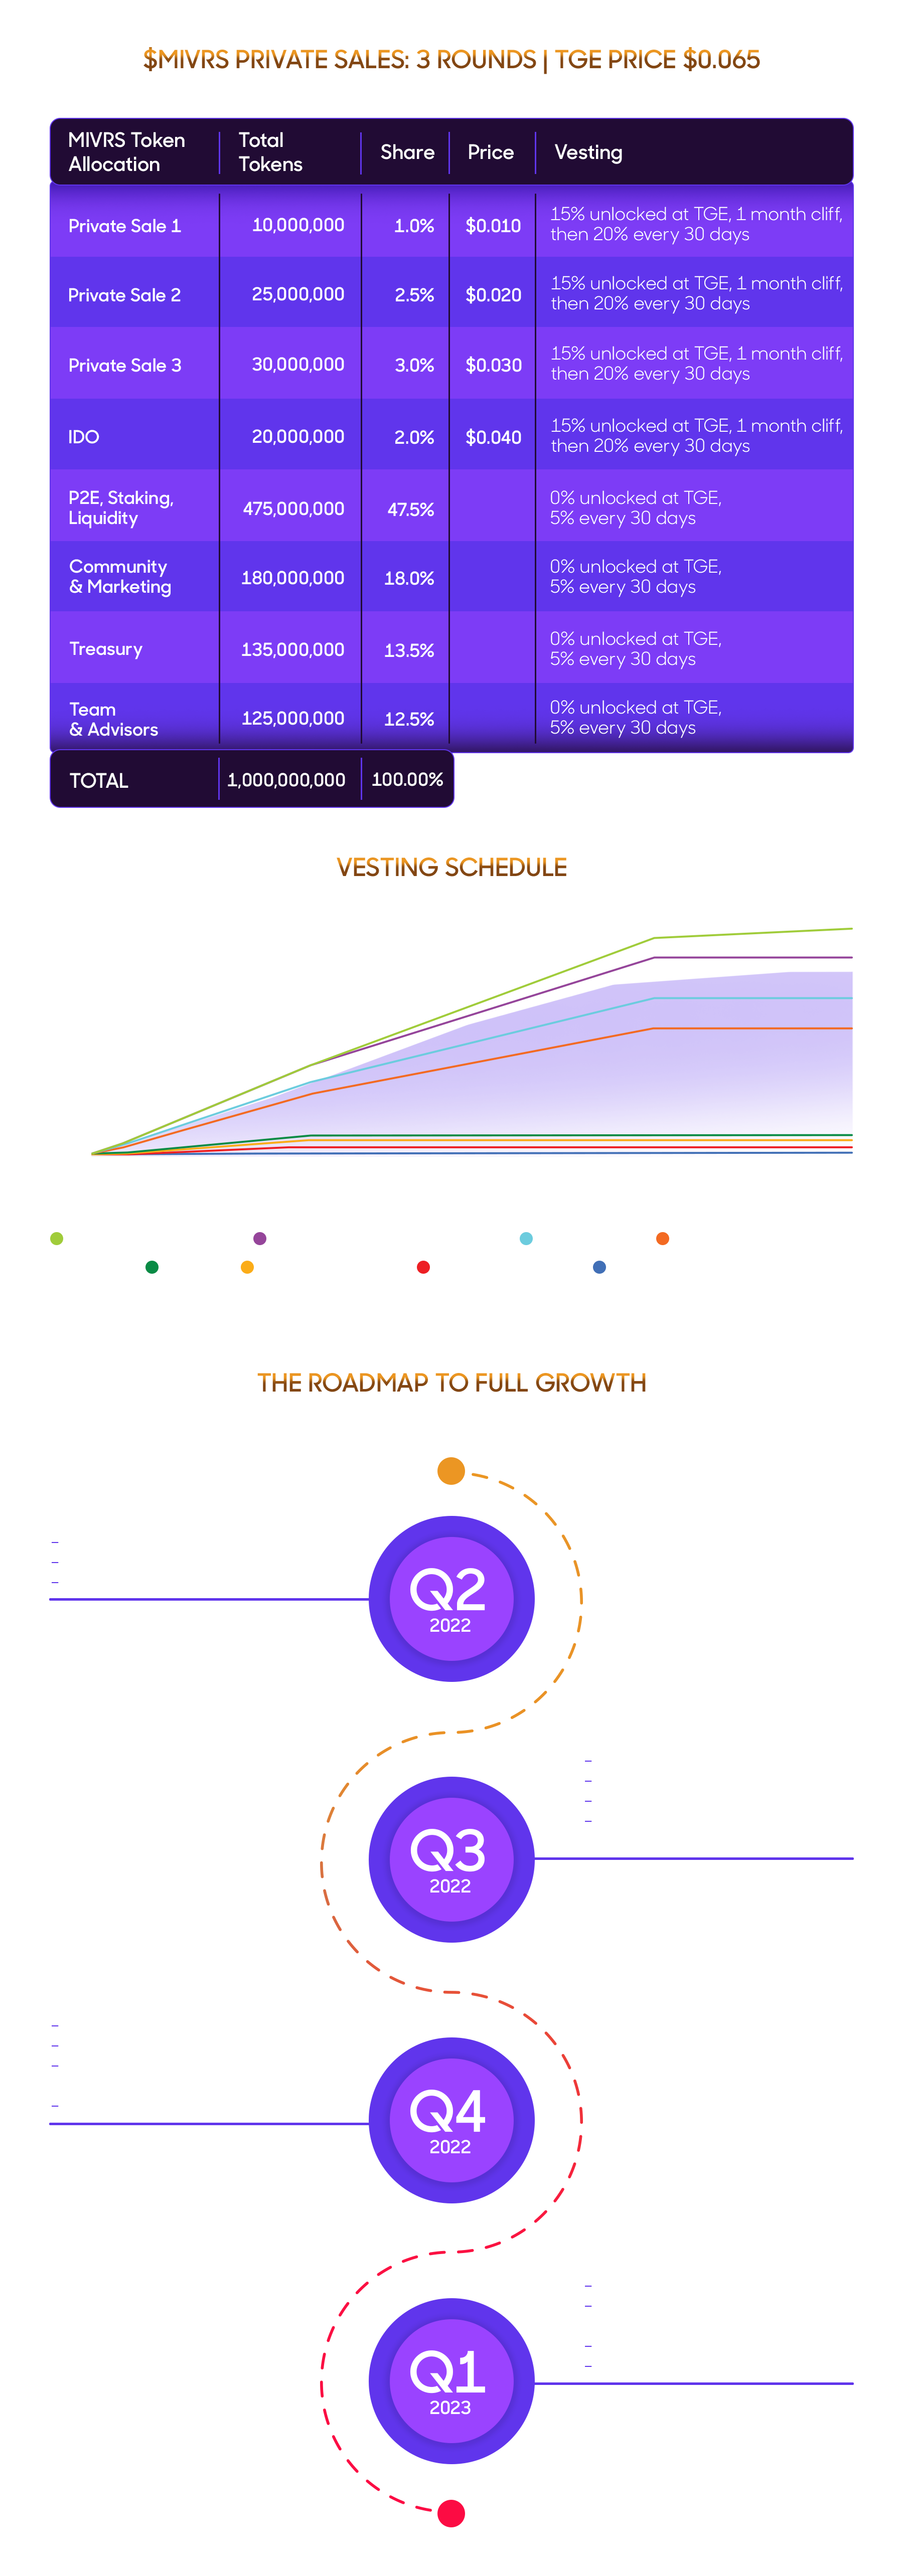 $MIVRS PRIVATE SALES: 3 ROUNDS | TGE PRICE $0.065
MIVRS Token
Allocation
Total
Tokens
Share
Price
Vesting
Private Sale 1
10,000,000
1.0%
$0.010
15% unlocked at TGE, 1 month cliff,
then 20% every 30 days
Private Sale 2
25,000,000
2.5%
$0.020
15% unlocked at TGE, 1 month cliff,
then 20% every 30 days
Private Sale 3
30,000,000
3.0%
$0.030
15% unlocked at TGE, 1 month cliff,
then 20% every 30 days
IDO
20,000,000
2.0%
$0.040
15% unlocked at TGE, 1 month cliff,
then 20% every 30 days
P2E, Staking,
Liquidity
475,000,000
47.5%
0% unlocked at TGE,
5% every 30 days
Community
& Marketing
180,000,000
18.0%
0% unlocked at TGE,
5% every 30 days
Treasury
135,000,000
13.5%
0% unlocked at TGE,
5% every 30 days
Team
& Advisors
125,000,000
12.5%
0% unlocked at TGE,
5% every 30 days
TOTAL
1,000,000,000
100.00%
VESTING SCHEDULE
THE ROADMAP TO FULL GROWTH
Q2
2022
Q3
2022
Q4
2022
Q1
2023